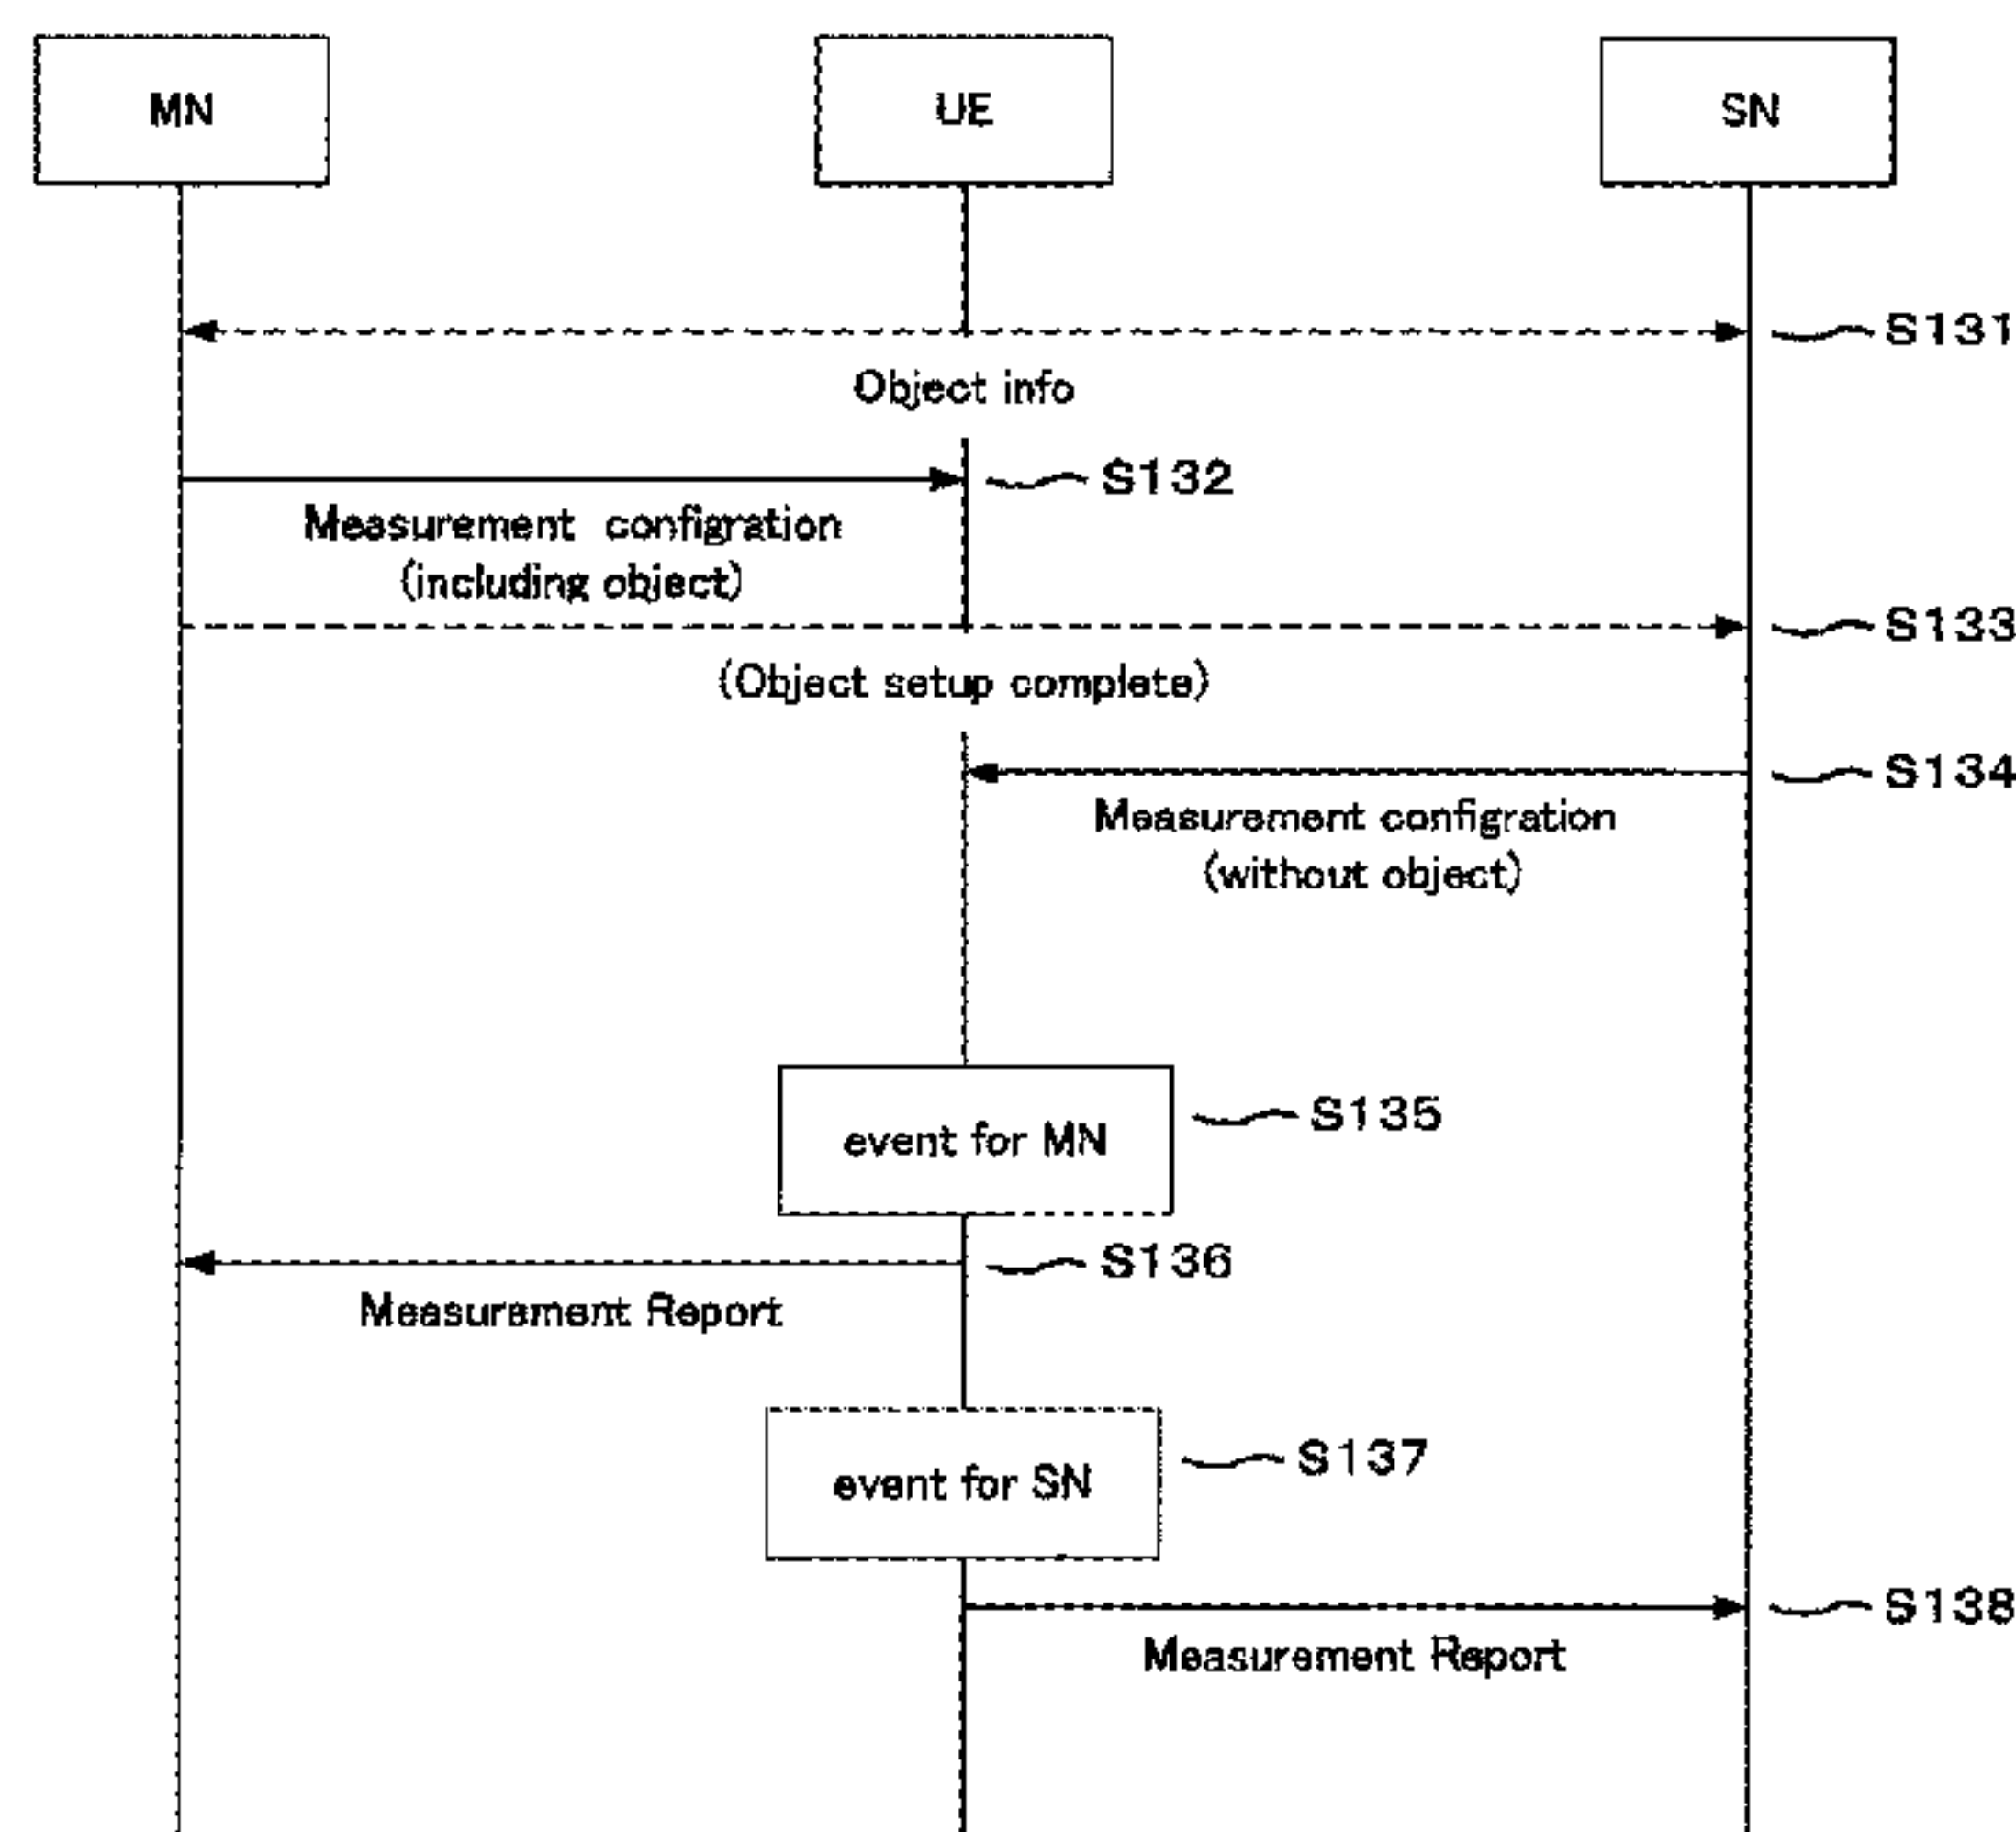 MN
UE
SN
S131
Object info
S132
Measurement configration
(including object)
S133
(Object setup complete)
S134
Measurement configration
(without object)
event for MN
S135
S136
Measurement Report
event for SN
S137
S138
Measurement Report